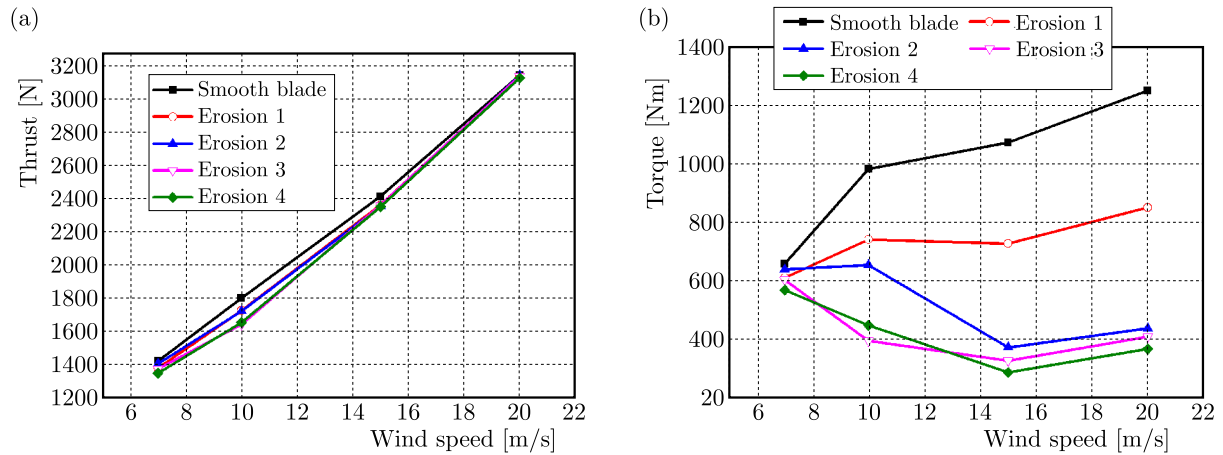 (a)
Thrust [N]
3200
3000
2800
2600
2400
2200
2000
1800
1600
1400
1200
Smooth blade
Erosion 1
Erosion 2
Erosion 3
Erosion 4
6 8 10 12 14 16 18 20 22
Wind speed [m/s]
(b)
Smooth blade
Erosion 1
Erosion 2
Erosion 3
Erosion 4
Torque [Nm]
1400
1200
1000
800
600
400
20
6 8 10 12 14 16 18 20 22
Wind speed [m/s]